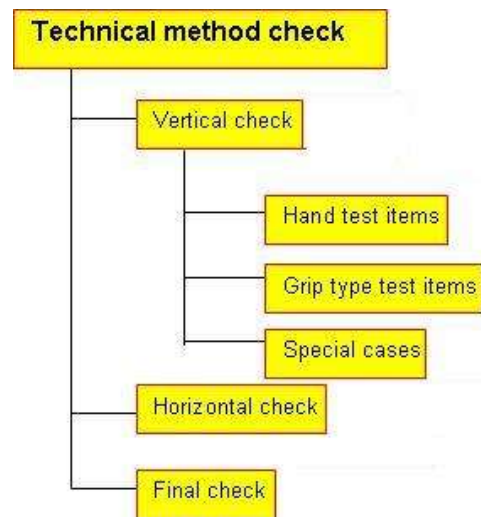 Technical method check
Vertical check
Hand test items
Grip type test items
Special cases
Horizontal check
Final check